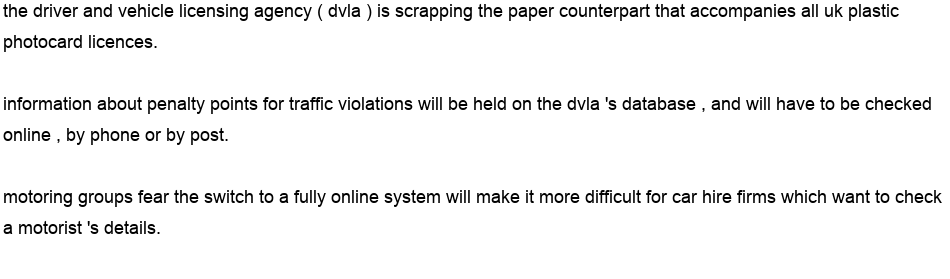 the driver and vehicle licensing agency ( dvla ) is scrapping the paper counterpart that accompanies all uk plastic
photocard licences.
information about penalty points for traffic violations will be held on the dvla 's database , and will have to be checked
online , by phone or by post.
motoring groups fear the switch to a fully online system will make it more difficult for car hire firms which want to check
a motorist 's details.